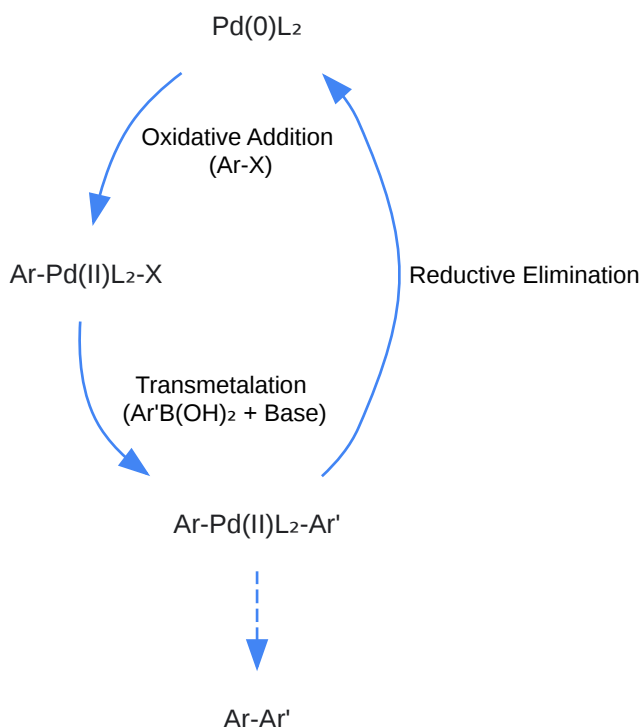 Pd(0)L₂
Oxidative Addition
(Ar-X)
Ar-Pd(II)L₂-X
Reductive Elimination
Transmetalation
(Ar'B(OH)₂ + Base)
Ar-Pd(II)L₂-Ar'
Ar-Ar'